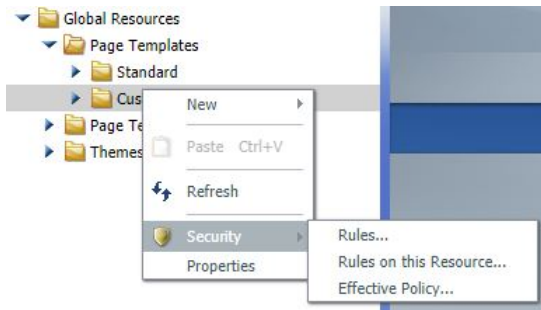 Global Resources
Page Templates
Standard
Cus
New
Page Te
Paste Ctrl+V
Themes
Refresh
Security
Rules...
Rules on this Resource...
Properties
Effective Policy...